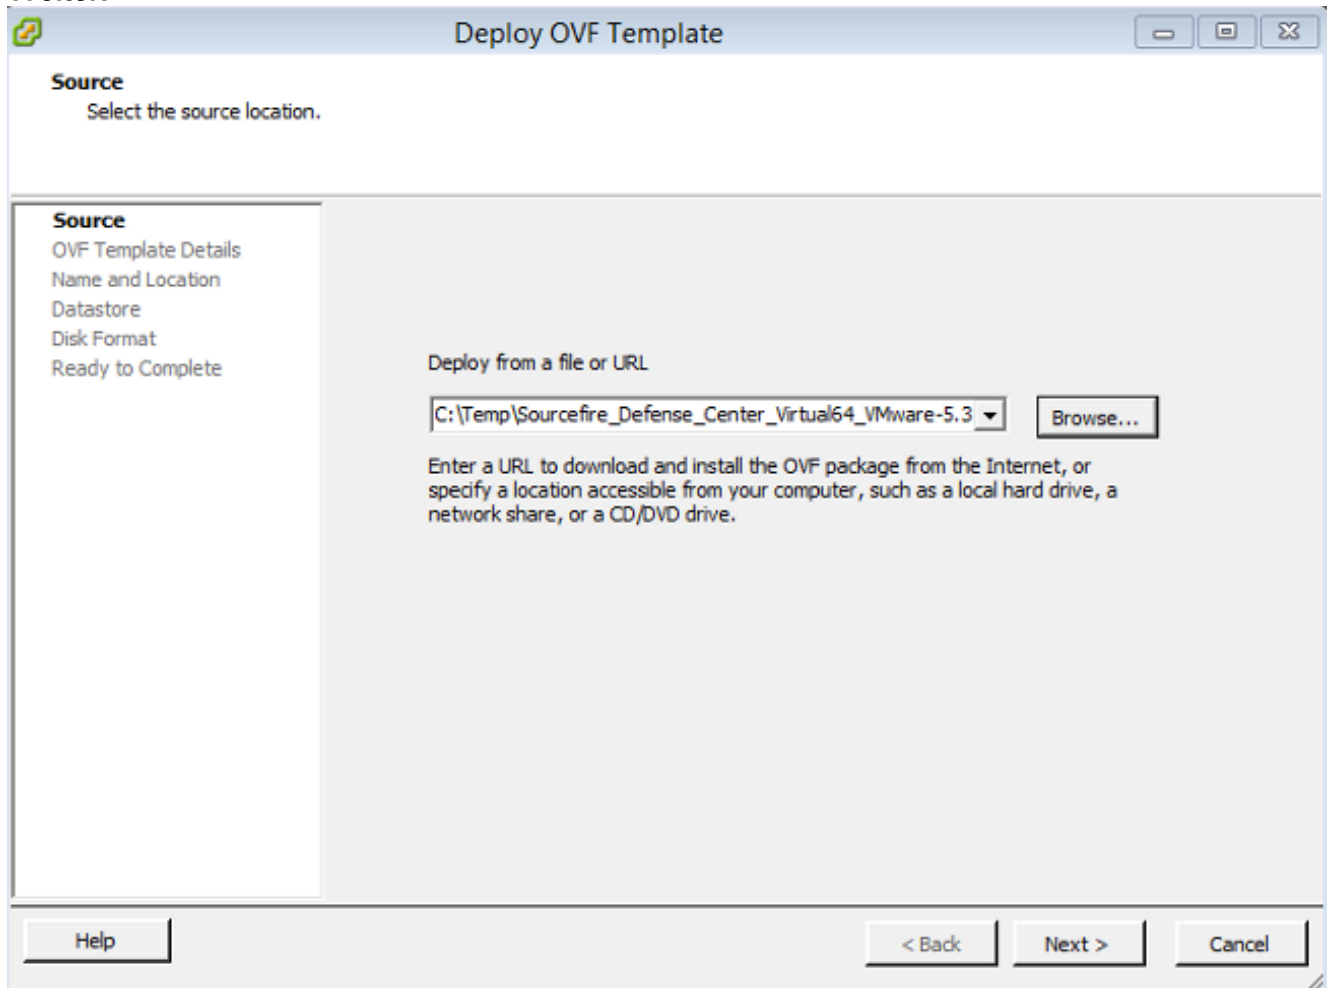 Deploy OVF Template
Source
Select the source location.
Source
OVF Template Details
Name and Location
Datastore
Disk Format
Ready to Complete
Deploy from a file or URL
C:\Temp\Sourcefire_Defense_Center_Virtual64_VMware-5.3
Browse...
Enter a URL to download and install the OVF package from the Internet, or
specify a location accessible from your computer, such as a local hard drive, a
network share, or a CD/DVD drive.
Help
< Back
Next >
Cancel